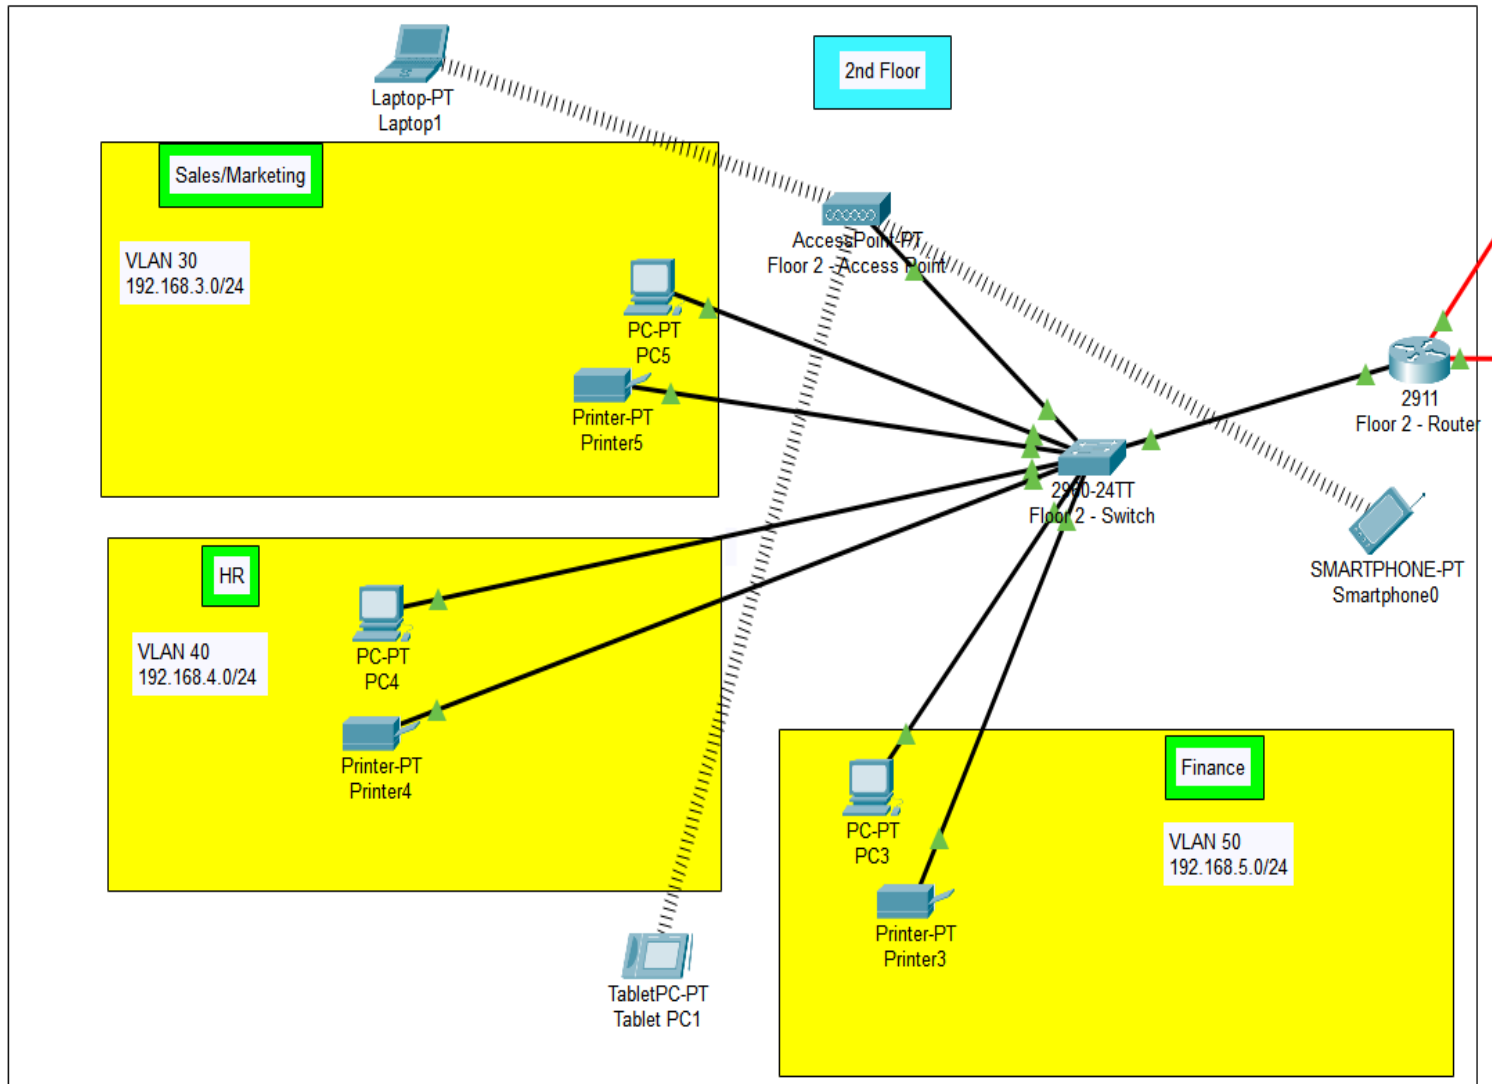 2nd Floor
Laptop-PT
Laptop1
Sales/Marketing
VLAN 30
192.168.3.0/24
AccessPoint-PT
Floor 2 - Access Point
PC-PT
PC5
Printer-PT
Printer5
2911
Floor 2 - Router
2960-24TT
Floor 2 - Switch
SMARTPHONE-PT
Smartphone0
HR
VLAN 40
192.168.4.0/24
PC-PT
PC4
Printer-PT
Printer4
Finance
VLAN 50
192.168.5.0/24
PC-PT
PC3
Printer-PT
Printer3
TabletPC-PT
Tablet PC1